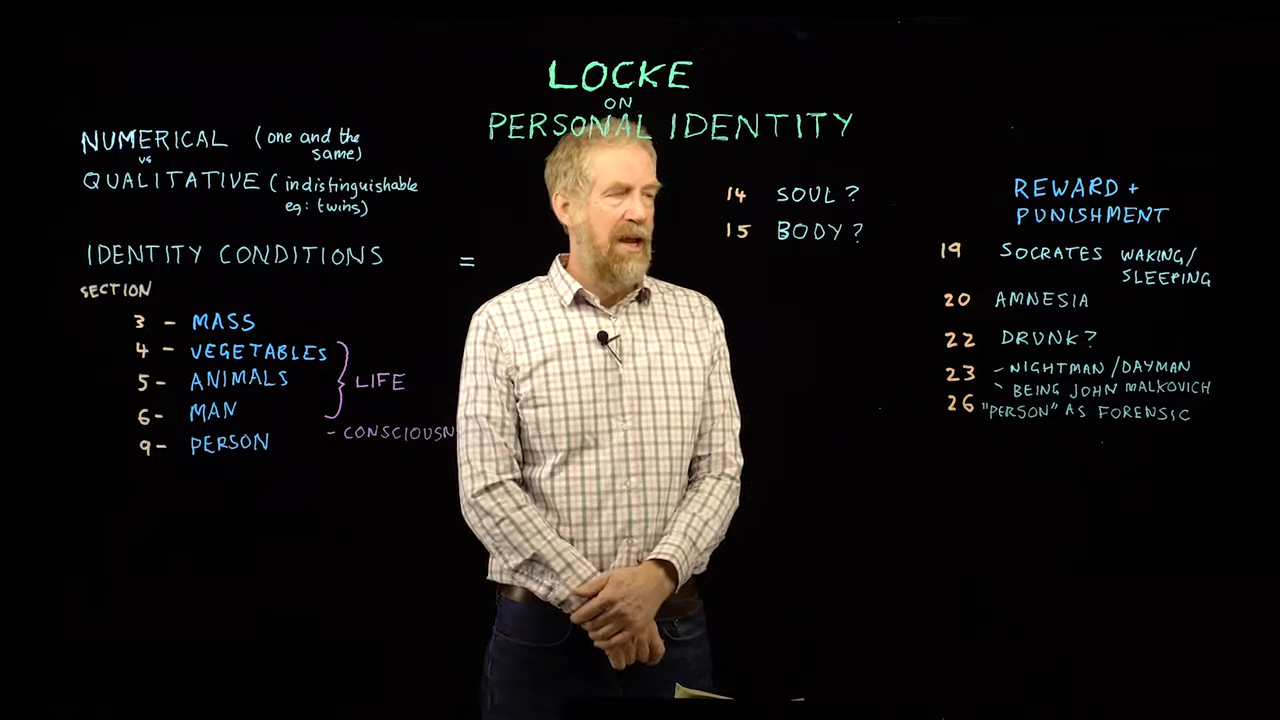 LOCKE
ON
PERSONAL IDENTITY
NUMERICAL (one and the
same)
vs
QUALITATIVE (indistinguishable
eg: twins)
IDENTITY CONDITIONS =
SECTION
3 - MASS
4 - VEGETABLES
5 - ANIMALS
LIFE
6 - MAN
- CONSCIOUSN
9 - PERSON
14 SOUL?
15 BODY?
REWARD +
PUNISHMENT
19 SOCRATES WAKING/
SLEEPING
20 AMNESIA
22 DRUNK?
23 - NIGHTMAN/DAYMAN
- BEING JOHN MALKOVICH
26 "PERSON" AS FORENSIC